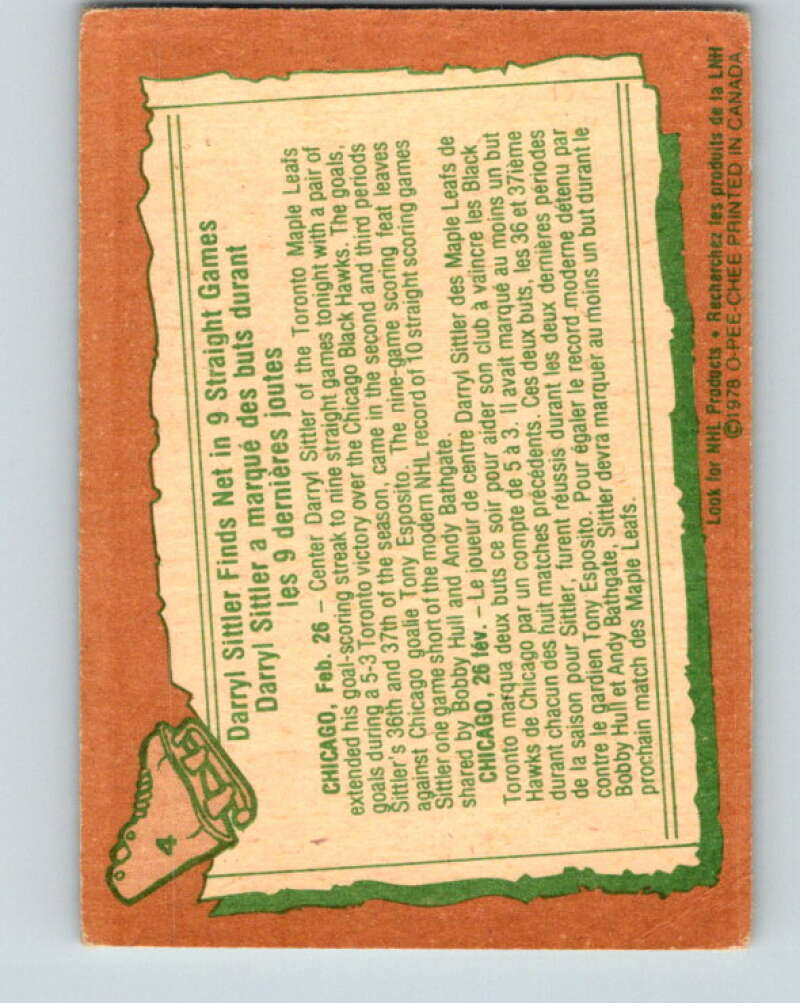 4
Darryl Sittler Finds Net in 9 Straight Games
Darryl Sittler a marqué des buts durant
les 9 dernières joutes
CHICAGO, Feb. 26 – Center Darryl Sittler of the Toronto Maple Leafs
extended his goal-scoring streak to nine straight games tonight with a pair of
goals during a 5-3 Toronto victory over the Chicago Black Hawks. The goals,
Sittler's 36th and 37th of the season, came in the second and third periods
against Chicago goalie Tony Esposito. The nine-game scoring feat leaves
Sittler one game short of the modern NHL record of 10 straight scoring games
shared by Bobby Hull and Andy Bathgate.
CHICAGO, 26 fév. – Le joueur de centre Darryl Sittler des Maple Leafs de
Toronto marqua deux buts ce soir pour aider son club à vaincre les Black
Hawks de Chicago par un compte de 5 à 3. Il avait marqué au moins un but
durant chacun des huit matches précédents. Ces deux buts, les 36 et 37ième
de la saison pour Sittler, furent réussis durant les deux dernières périodes
contre le gardien Tony Esposito. Pour égaler le record moderne détenu par
Bobby Hull et Andy Bathgate, Sittler devra marquer au moins un but durant le
prochain match des Maple Leafs.
Look for NHL Products • Recherchez les produits de la LNH
©1978 O-PEE-CHEE PRINTED IN CANADA